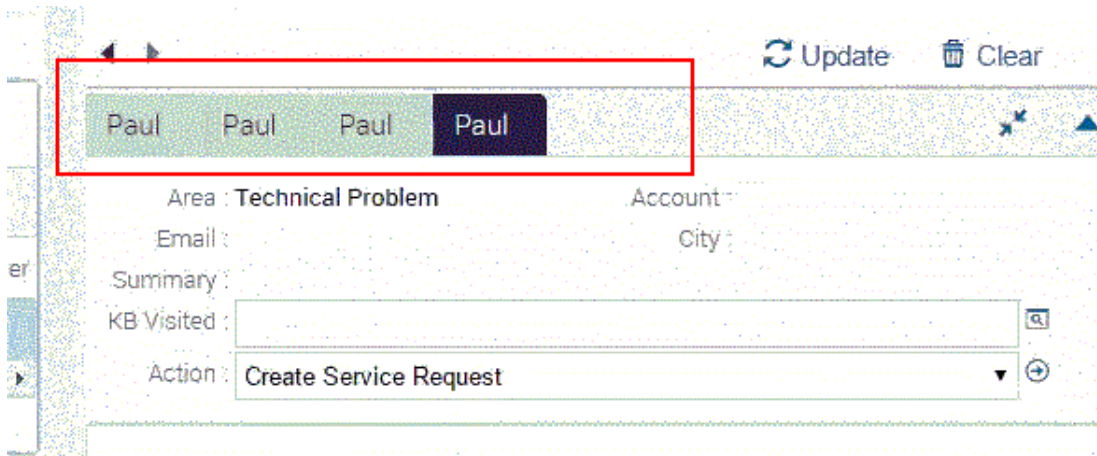 Update Clear
Paul Paul Paul Paul
Area : Technical Problem Account :
Email : City :
er
Summary :
KB Visited :
Action : Create Service Request